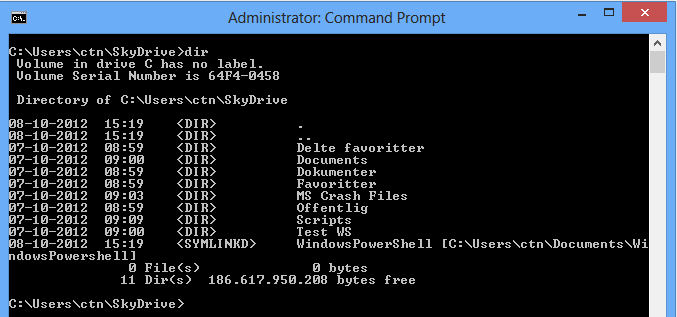 Administrator: Command Prompt
C:\Users\ctn\SkyDrive>dir
 Volume in drive C has no label.
 Volume Serial Number is 64F4-0458

 Directory of C:\Users\ctn\SkyDrive

08-10-2012  15:19    <DIR>          .
08-10-2012  15:19    <DIR>          ..
07-10-2012  08:59    <DIR>          Delte favoritter
07-10-2012  09:00    <DIR>          Documents
07-10-2012  08:59    <DIR>          Dokumenter
07-10-2012  08:59    <DIR>          Favoritter
07-10-2012  09:03    <DIR>          MS Crash Files
07-10-2012  08:59    <DIR>          Offentlig
07-10-2012  09:09    <DIR>          Scripts
07-10-2012  09:00    <DIR>          Test WS
08-10-2012  15:19    <SYMLINKD>     WindowsPowerShell [C:\Users\ctn\Documents\Wi
ndowsPowershell]
               0 File(s)              0 bytes
              11 Dir(s)  186.617.950.208 bytes free

C:\Users\ctn\SkyDrive>